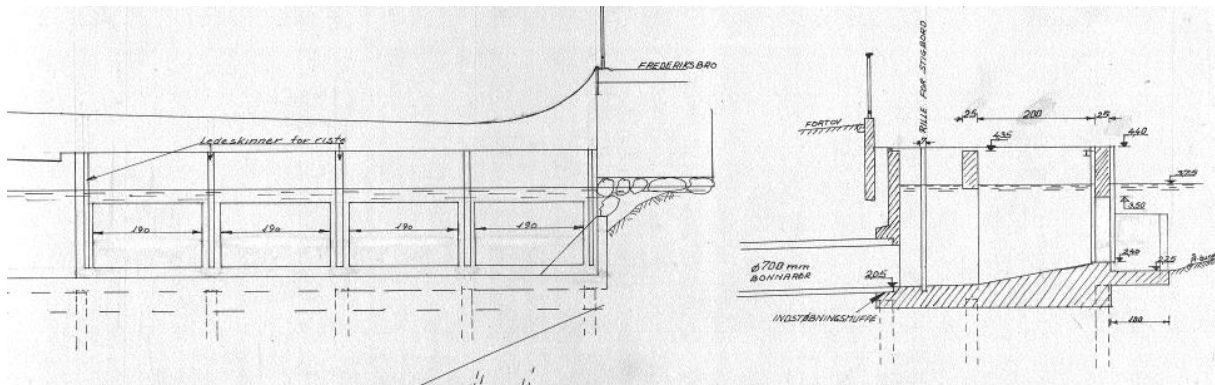 FREDERIKSBRO
Ledeskinner for riste
190
190
190
190
FORTOV
RILLE FOR STIGBORD
25
200
25
4.35
4.40
3.75
3.50
2.40
2.25
Ø 700 mm
BONNARØR
2.05
INDSTØBNINGSMUFFE
100